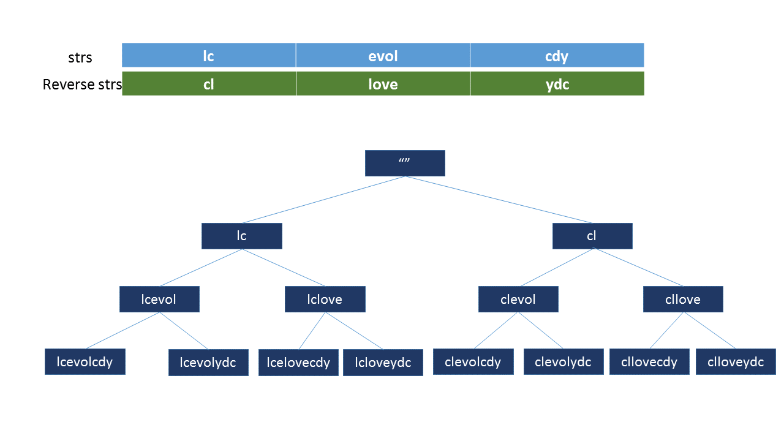 strs lc evol cdy
Reverse strs cl love ydc
“”
lc cl
lcevol lclove clevol cllove
lcevolcdy lcevolydc lcelovecdy lcloveydc clevolcdy clevolydc cllovecdy clloveydc